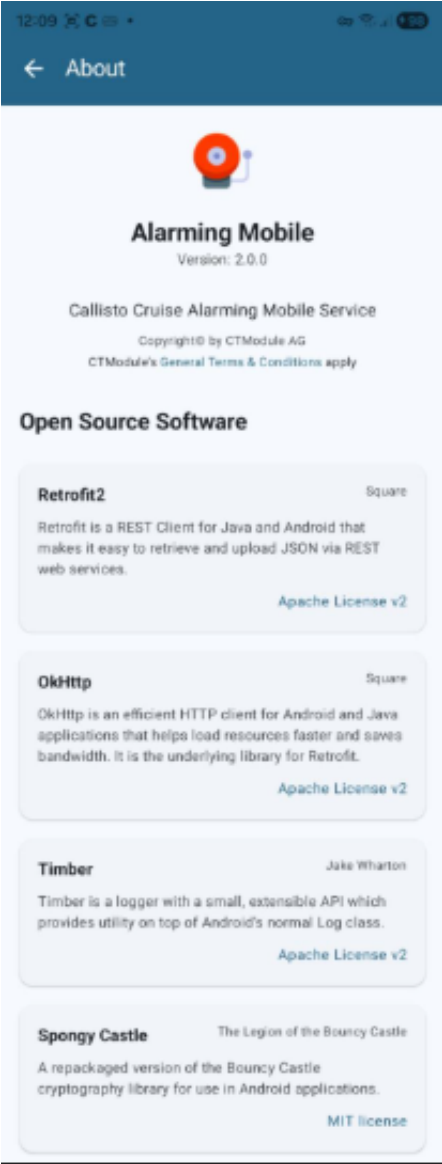 12:09
About
Alarming Mobile
Version: 2.0.0
Callisto Cruise Alarming Mobile Service
Copyright© by CTModule AG
CTModule's General Terms & Conditions apply
Open Source Software
Retrofit2 Square
Retrofit is a REST Client for Java and Android that
makes it easy to retrieve and upload JSON via REST
web services.
Apache License v2
OkHttp Square
OkHttp is an efficient HTTP client for Android and Java
applications that helps load resources faster and saves
bandwidth. It is the underlying library for Retrofit.
Apache License v2
Timber Jake Wharton
Timber is a logger with a small, extensible API which
provides utility on top of Android's normal Log class.
Apache License v2
Spongy Castle The Legion of the Bouncy Castle
A repackaged version of the Bouncy Castle
cryptography library for use in Android applications.
MIT license